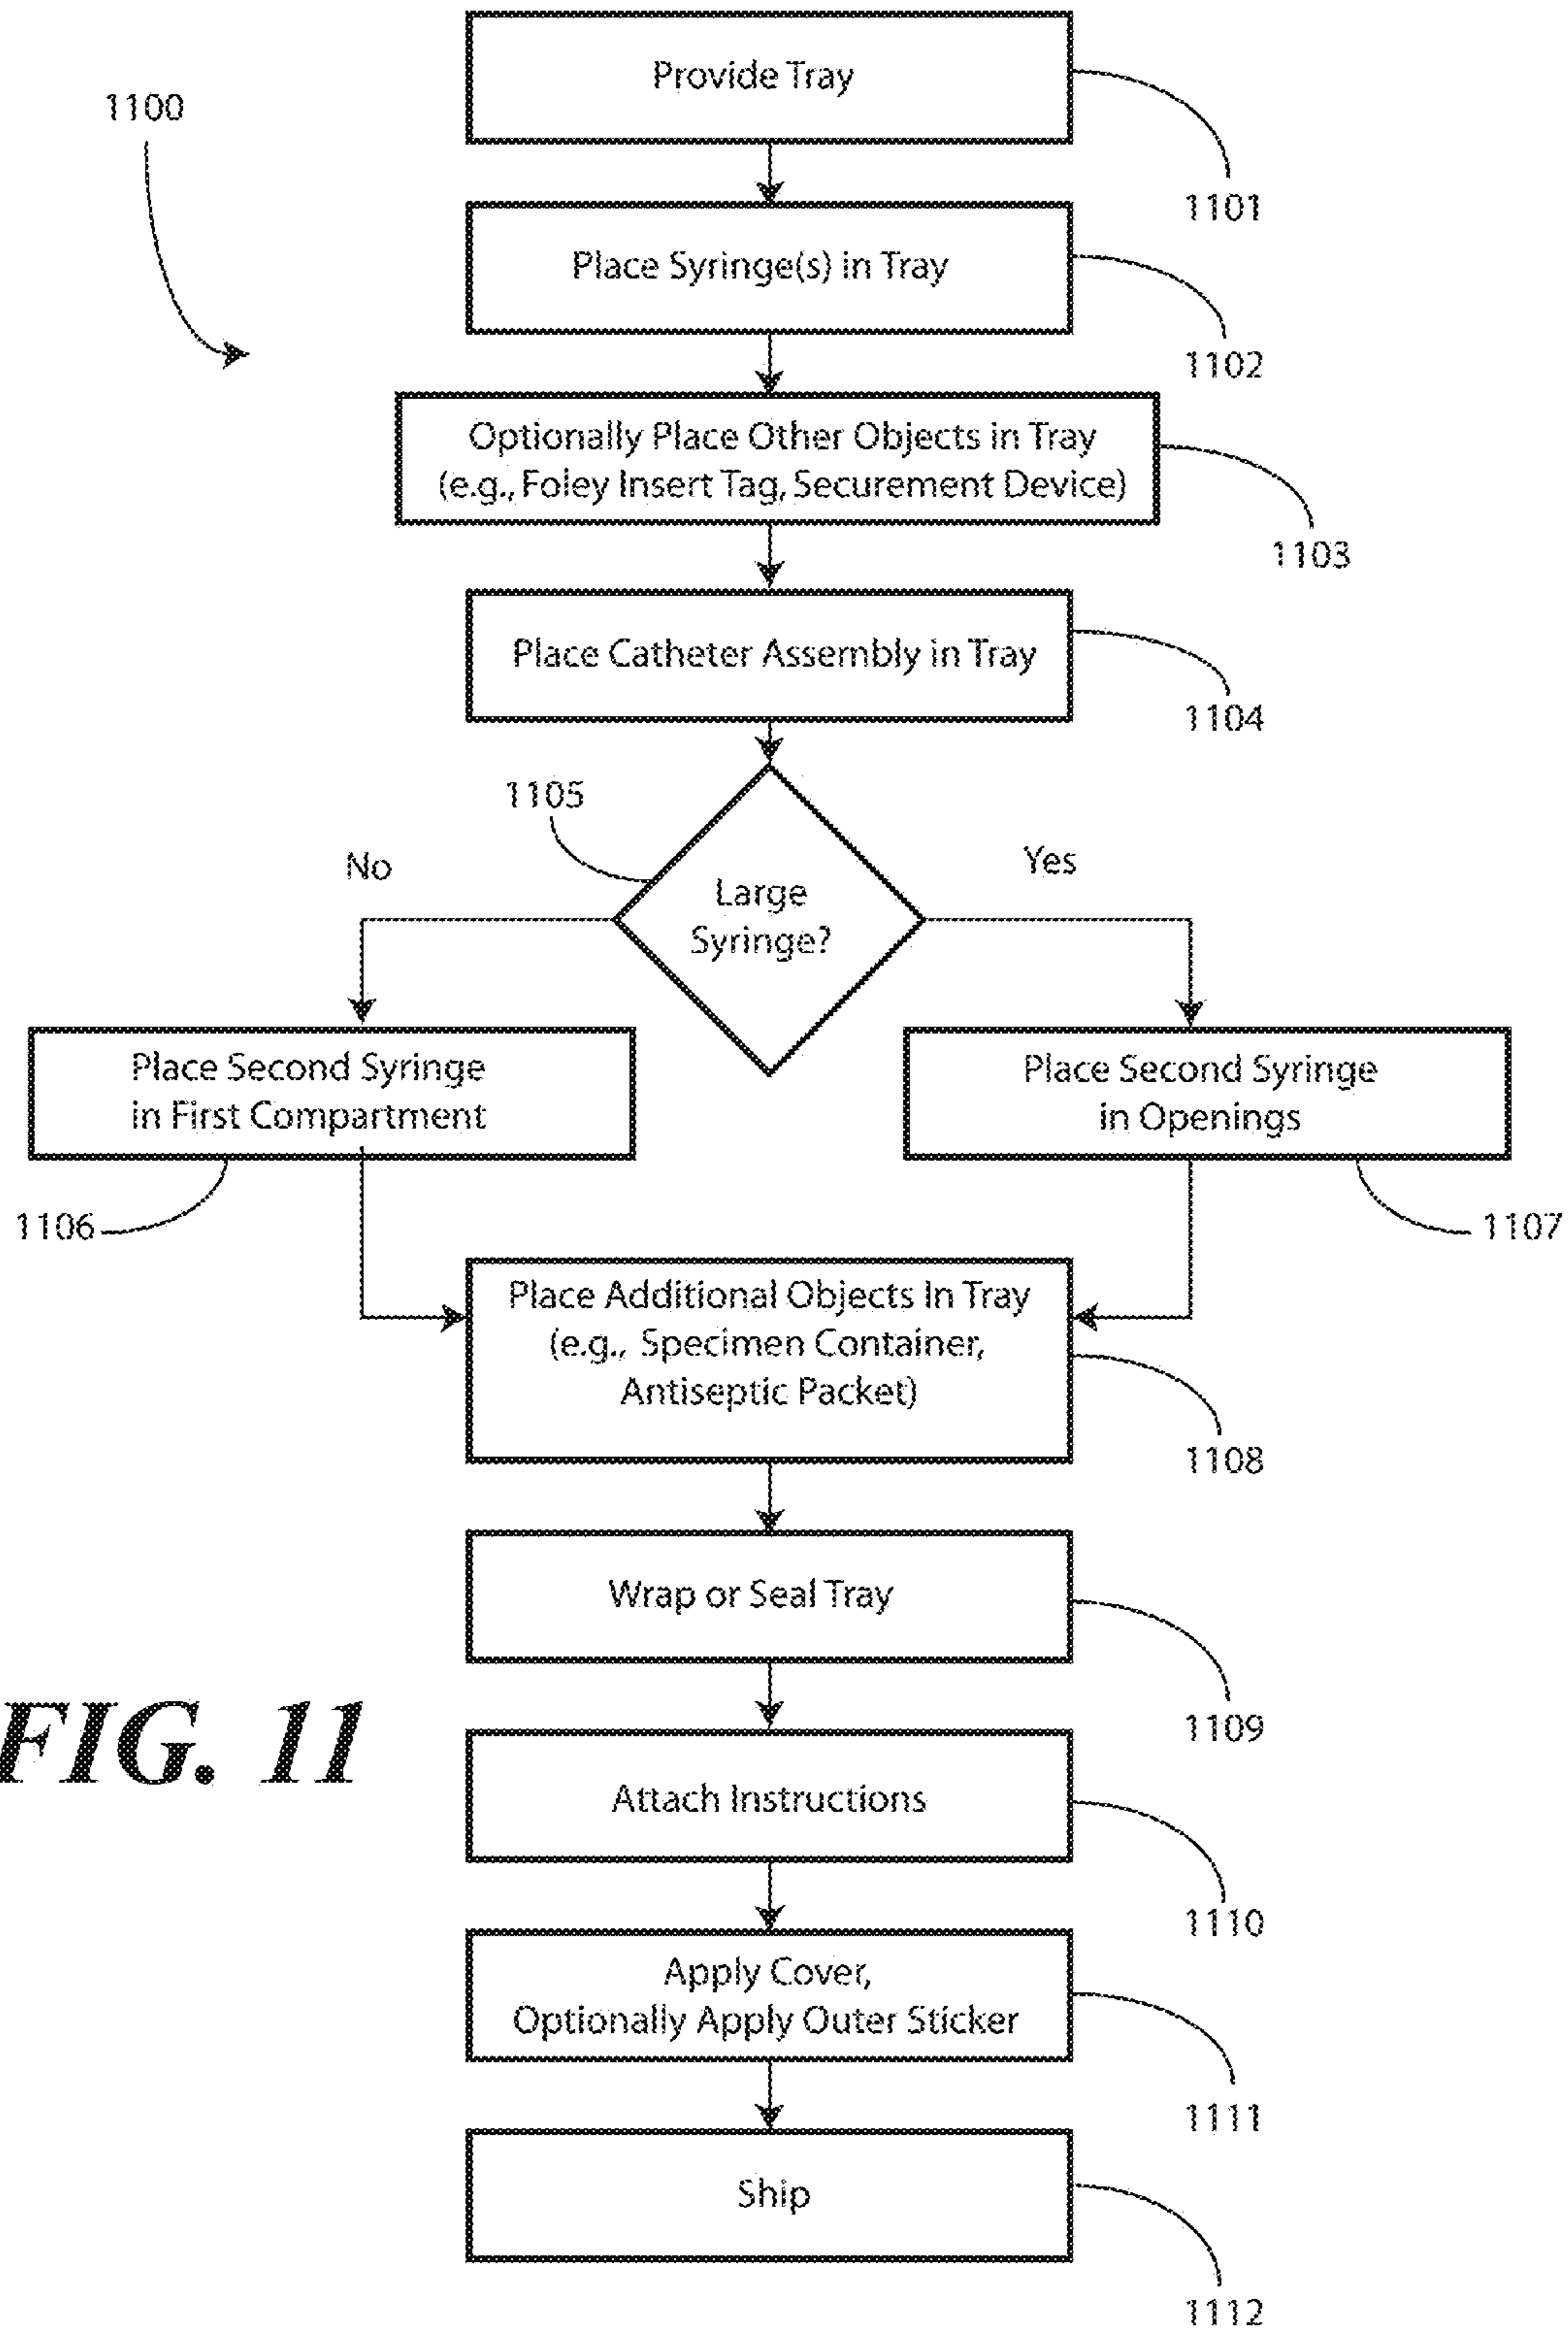 Provide Tray
1100
1101
Place Syringe(s) in Tray
1102
Optionally Place Other Objects in Tray
(e.g., Foley Insert Tag, Securement Device)
1103
Place Catheter Assembly in Tray
1104
1105
No
Yes
Large
Syringe?
Place Second Syringe
in First Compartment
Place Second Syringe
in Openings
1106
1107
Place Additional Objects In Tray
(e.g., Specimen Container,
Antiseptic Packet)
1108
Wrap or Seal Tray
1109
FIG. 11
Attach Instructions
1110
Apply Cover,
Optionally Apply Outer Sticker
1111
Ship
1112